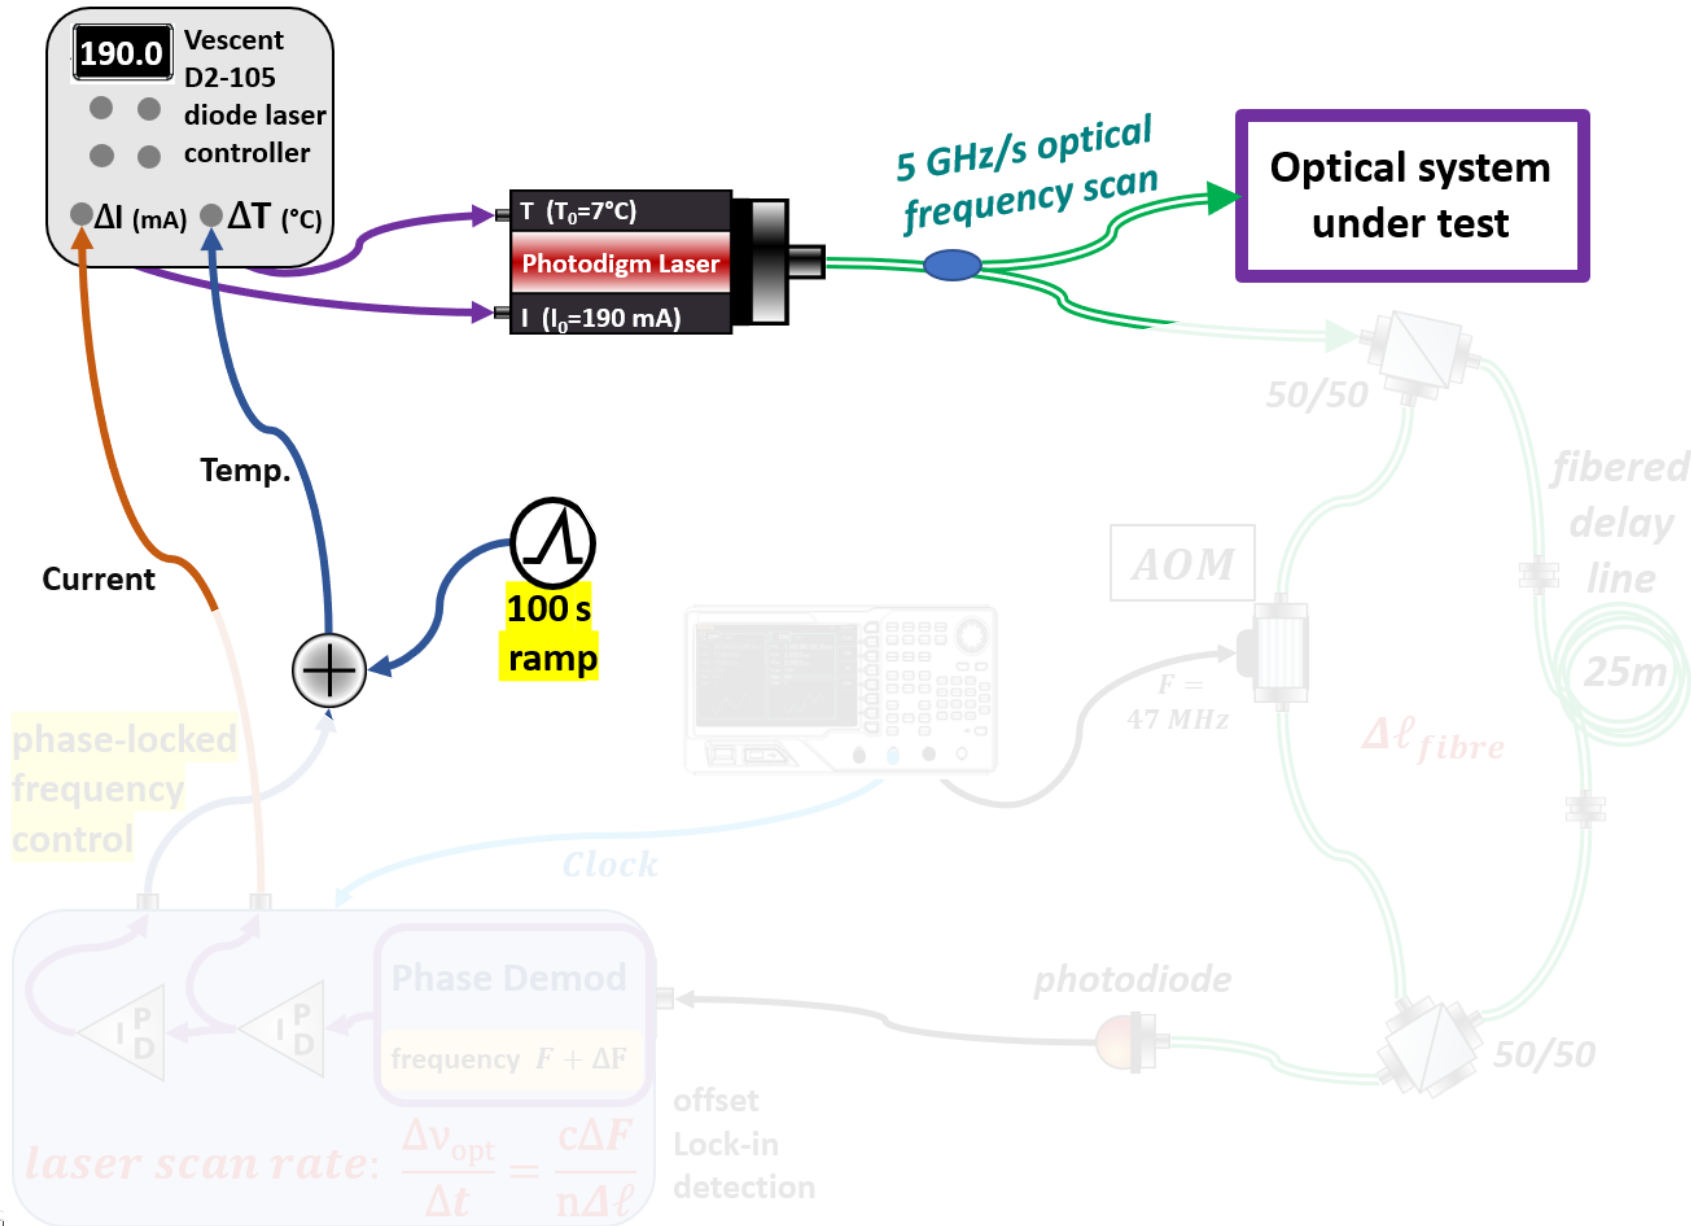 190.0
Vescent
D2-105
diode laser
controller
ΔI (mA)
ΔT (°C)
T (T₀=7°C)
Photodigm Laser
I (I₀=190 mA)
5 GHz/s optical
frequency scan
Optical system
under test
50/50
Temp.
Current
100 s
ramp
fibered
delay
line
25m
AOM
F =
47 MHz
Δℓ fibre
phase-locked
frequency
control
Clock
Phase Demod
frequency F + ΔF
P
I
D
P
I
D
photodiode
50/50
offset
Lock-in
detection
laser scan rate: Δν_opt/Δt = cΔF/nΔℓ